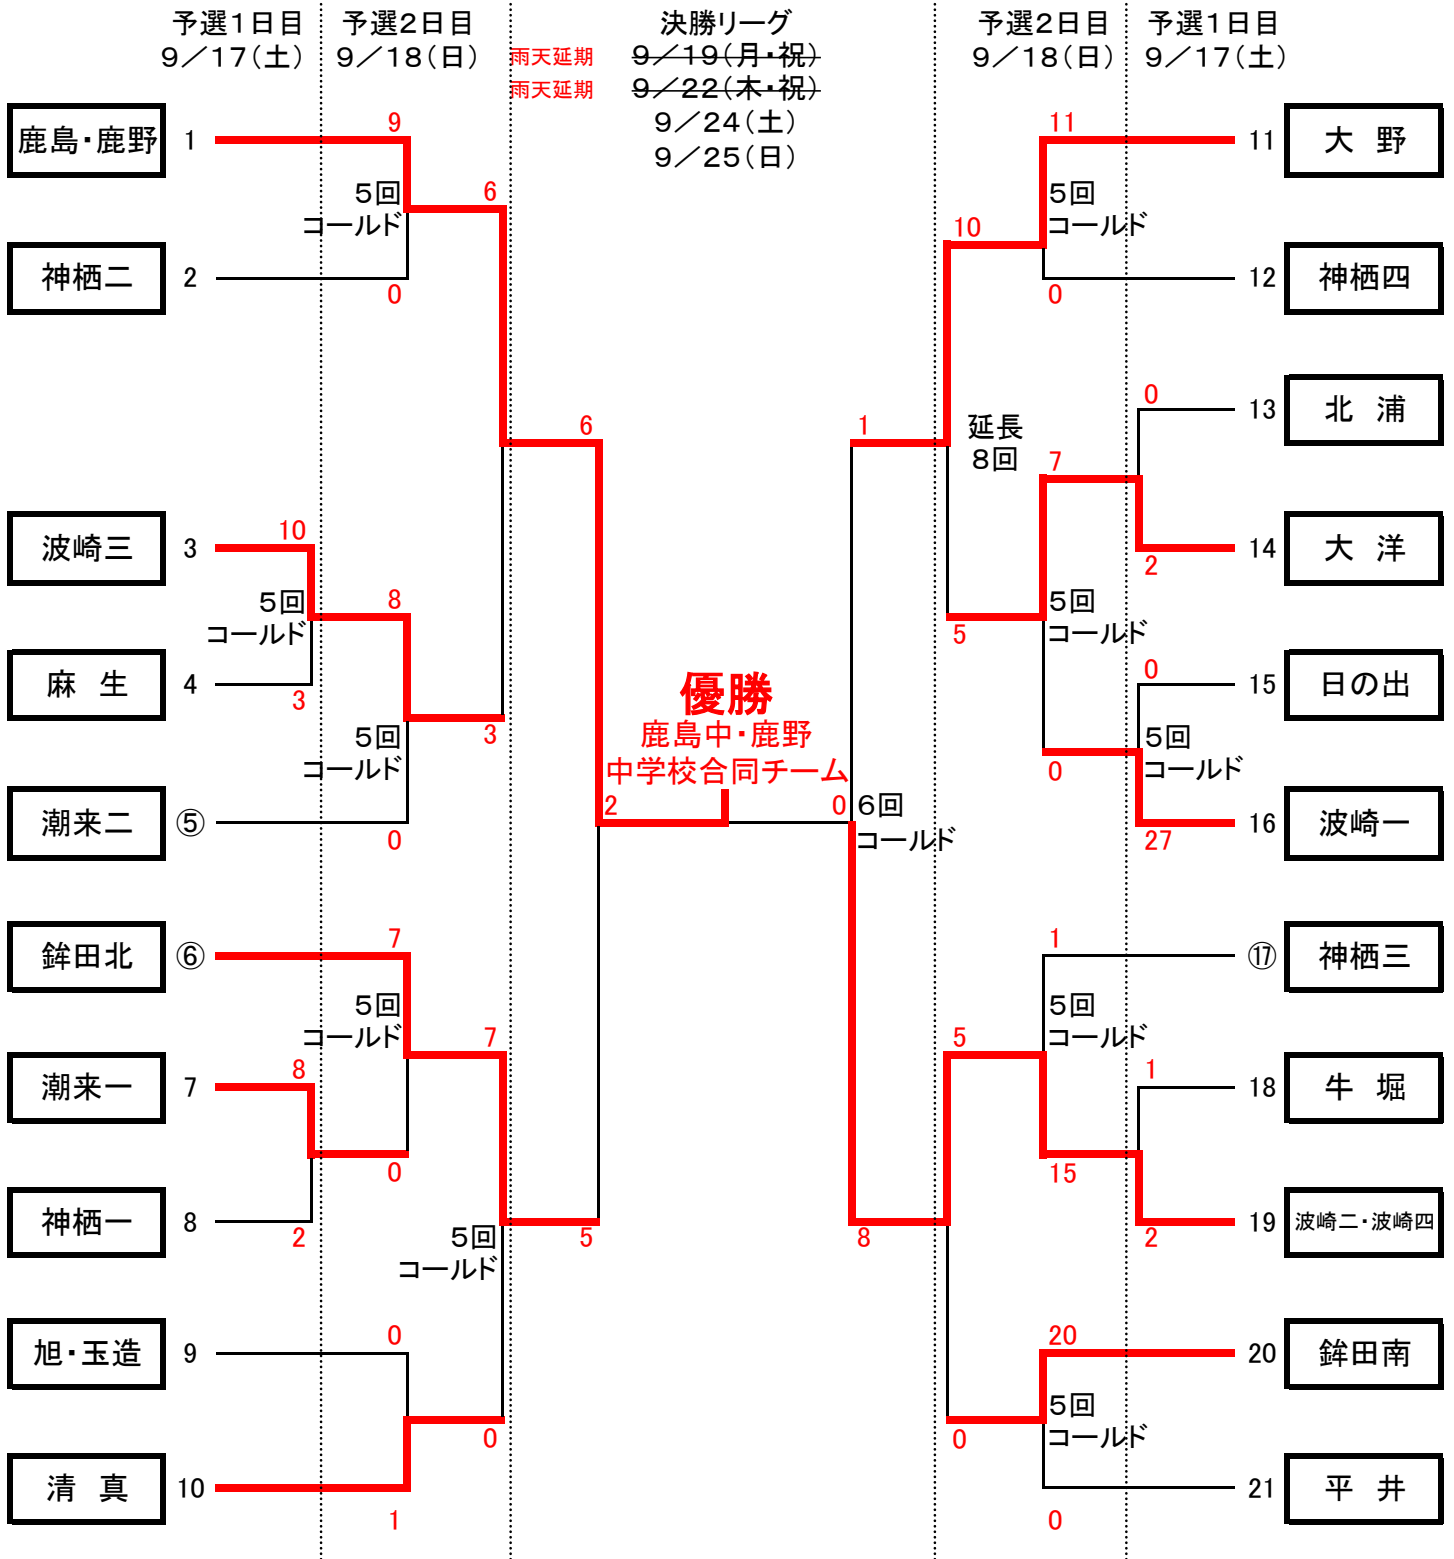 予選1日目
9／17(土)
予選2日目
9／18(日)
決勝リーグ
雨天延期 9／19(月・祝)
雨天延期 9／22(木・祝)
9／24(土)
9／25(日)
予選2日目
9／18(日)
予選1日目
9／17(土)
鹿島・鹿野 1
9
5回
コールド
6
神栖二 2
0
波崎三 3
10
5回
コールド
8
麻生 4
3
5回
コールド
3
潮来二 ⑤
0
鉾田北 ⑥
7
5回
コールド
7
潮来一 7
8
0
神栖一 8
2
5回
コールド
5
旭・玉造 9
0
0
清真 10
1
6
優勝
鹿島中・鹿野
中学校合同チーム
2
0
6回
コールド
1
8
11
11 大野
5回
コールド
10
12 神栖四
0
延長
8回
0
13 北浦
7
14 大洋
2
5回
コールド
5
0
15 日の出
5回
コールド
0
16 波崎一
27
1
⑰ 神栖三
5回
コールド
5
1
18 牛堀
15
19 波崎二・波崎四
2
20
20 鉾田南
5回
コールド
0
21 平井
0